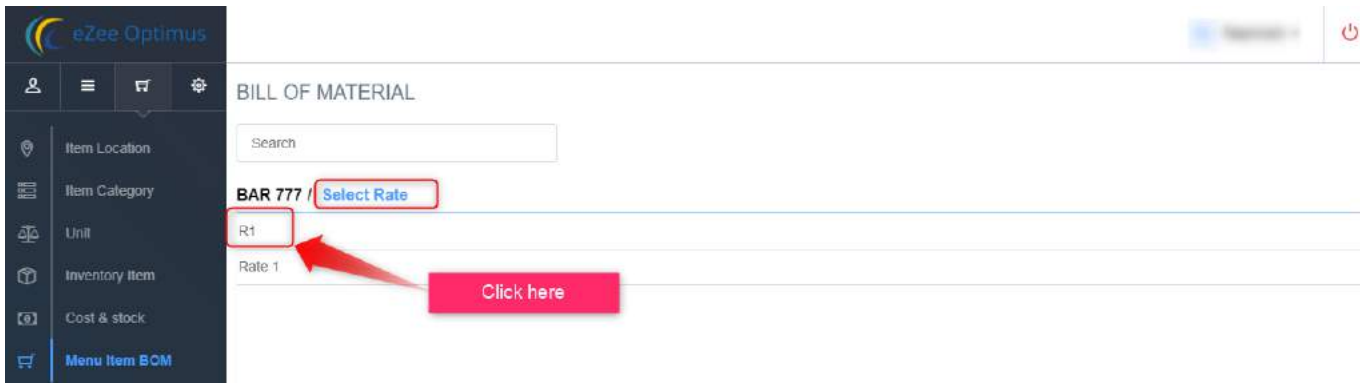 eZee Optimus
BILL OF MATERIAL
Search
Item Location
Item Category
BAR 777 / Select Rate
Unit
R1
Inventory Item
Rate 1
Click here
Cost & stock
Menu Item BOM